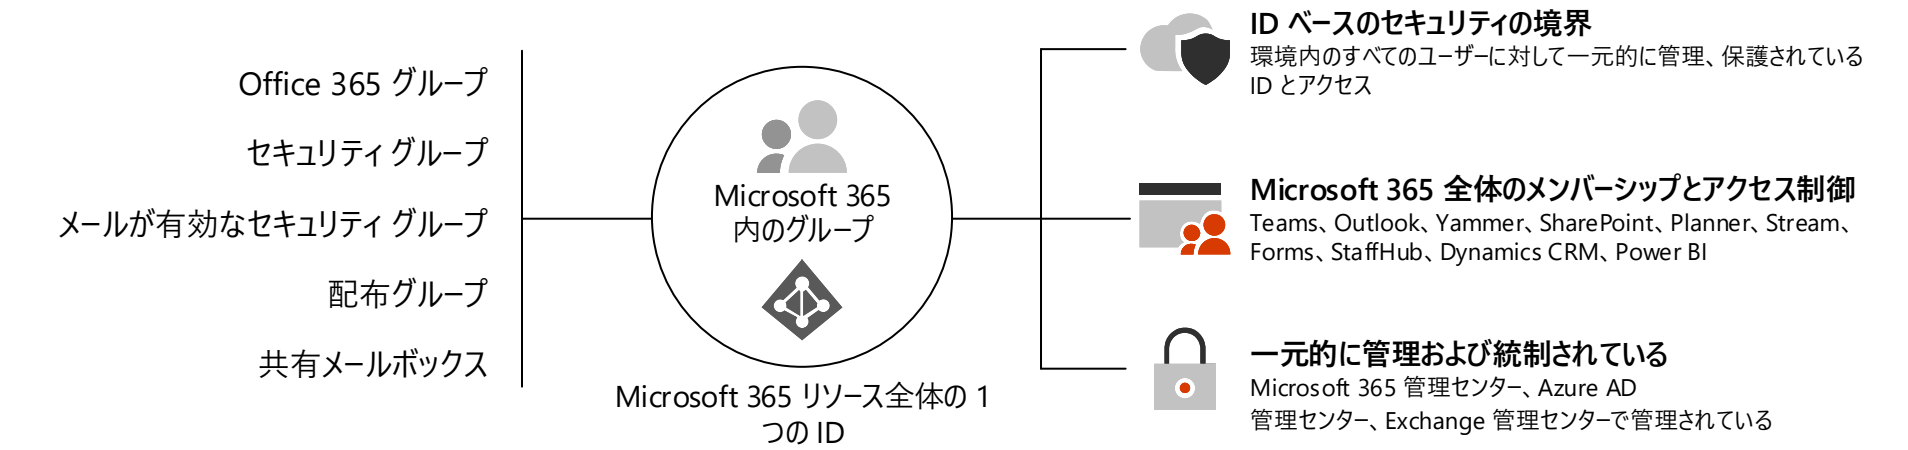 Office 365 グループ
セキュリティ グループ
メールが有効なセキュリティ グループ
配布グループ
共有メールボックス
Microsoft 365
内のグループ
Microsoft 365 リソース全体の 1
つの ID
ID ベースのセキュリティの境界
環境内のすべてのユーザーに対して一元的に管理、保護されている
ID とアクセス
Microsoft 365 全体のメンバーシップとアクセス制御
Teams、Outlook、Yammer、SharePoint、Planner、Stream、
Forms、StaffHub、Dynamics CRM、Power BI
一元的に管理および統制されている
Microsoft 365 管理センター、Azure AD
管理センター、Exchange 管理センターで管理されている